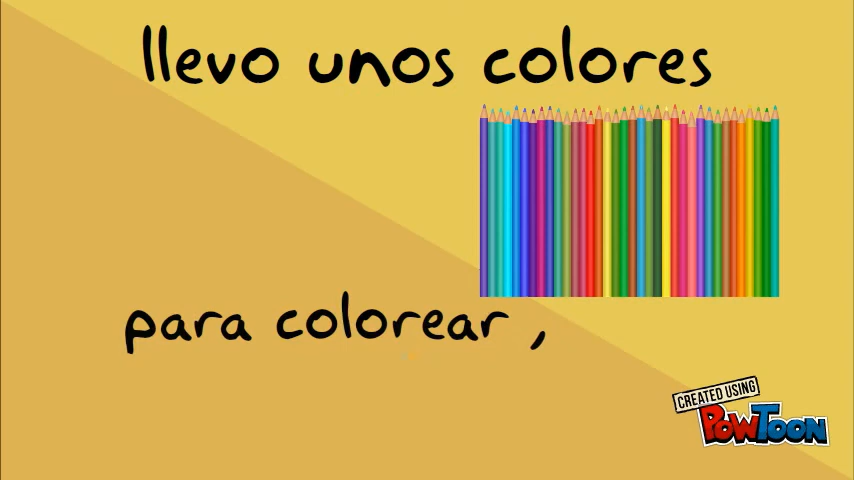 llevo unos colores
para colorear ,
CREATED USING
POWTOON